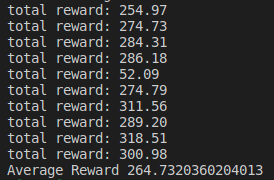 total reward: 254.97
total reward: 274.73
total reward: 284.31
total reward: 286.18
total reward: 52.09
total reward: 274.79
total reward: 311.56
total reward: 289.20
total reward: 318.51
total reward: 300.98
Average Reward 264.7320360204013